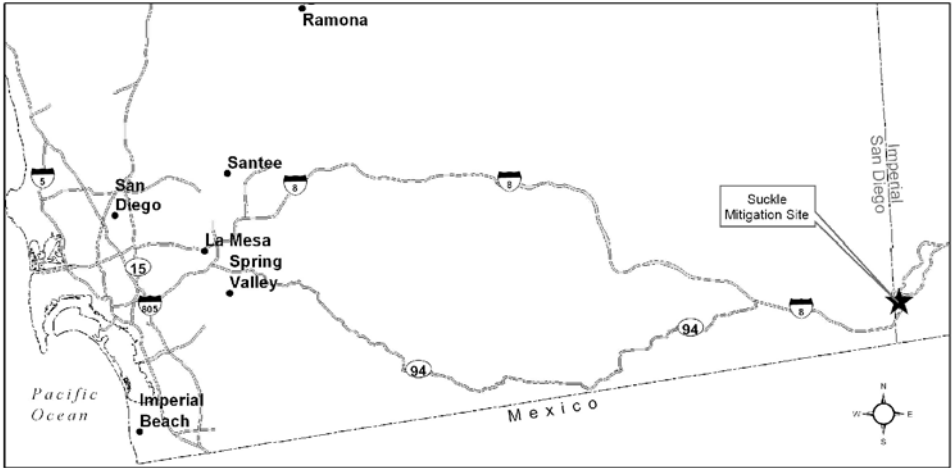 Ramona
Santee
8
8
5
San
Diego
Imperial
San Diego
Suckle
Mitigation Site
La Mesa
Spring
Valley
15
805
8
94
94
Pacific
Ocean
Imperial
Beach
Mexico
N
W
E
S